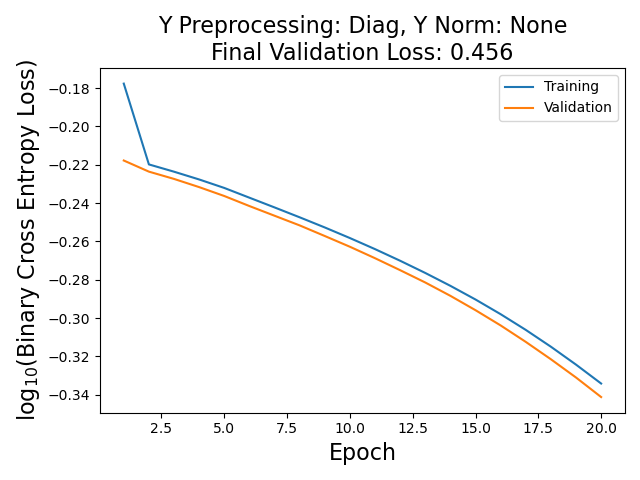 Y Preprocessing: Diag, Y Norm: None
Final Validation Loss: 0.456
Training
Validation
log₁₀(Binary Cross Entropy Loss)
−0.18
−0.20
−0.22
−0.24
−0.26
−0.28
−0.30
−0.32
−0.34
2.5 5.0 7.5 10.0 12.5 15.0 17.5 20.0
Epoch